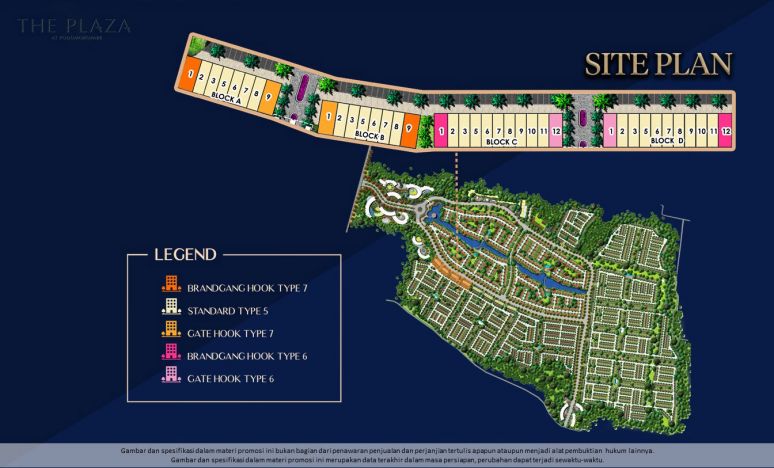 THE PLAZA
AT PODOMORO
SITE PLAN
1 2 3 4 5 6 7 8 9
BLOCK A
1 2 3 4 5 6 7 8 9
BLOCK B
1 2 3 4 5 6 7 8 9 10 11 12
BLOCK C
1 2 3 4 5 6 7 8 9 10 11 12
BLOCK D
LEGEND
BRANDGANG HOOK TYPE 7
STANDARD TYPE 5
GATE HOOK TYPE 7
BRANDGANG HOOK TYPE 6
GATE HOOK TYPE 6
Gambar dan spesifikasi dalam materi promosi ini bukan bagian dari penawaran penjualan dan perjanjian tertulis apapun ataupun menjadi alat pembuktian hukum lainnya.
Gambar dan spesifikasi dalam materi promosi ini merupakan data terakhir dalam masa persiapan, perubahan dapat terjadi sewaktu-waktu.